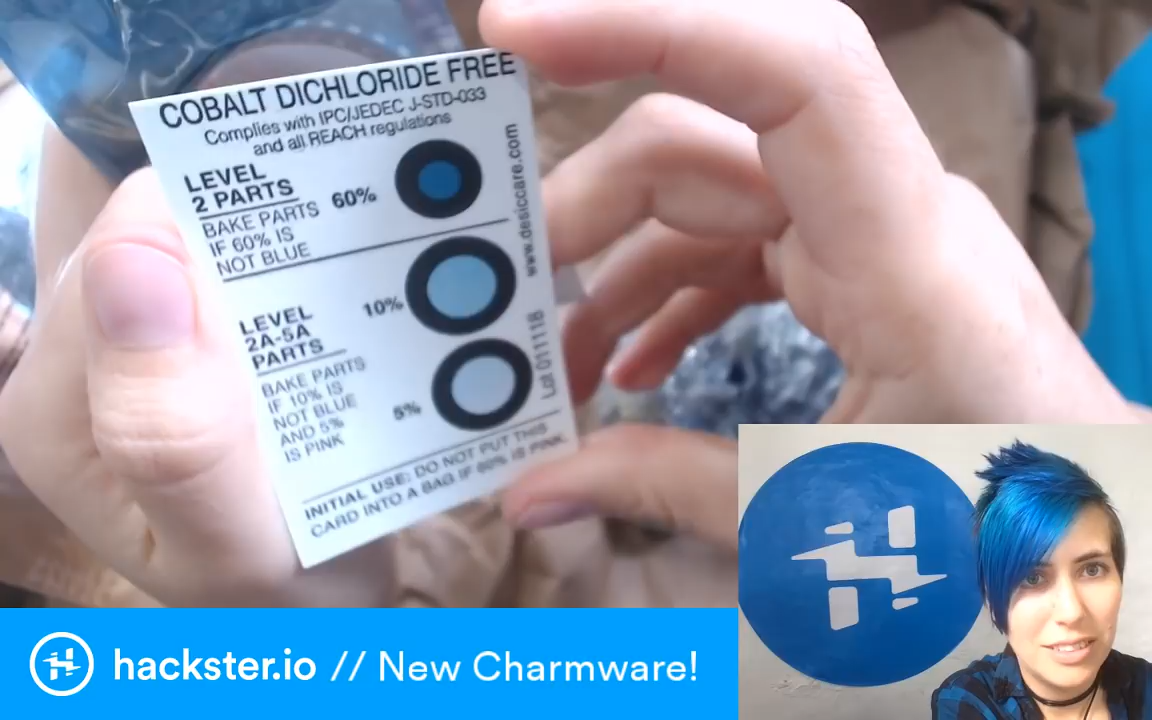 COBALT DICHLORIDE FREE
Complies with IPC/JEDEC J-STD-033
and all REACH regulations
LEVEL
2 PARTS
BAKE PARTS
IF 60% IS
NOT BLUE
60%
LEVEL
2A-5A
PARTS
BAKE PARTS
IF 10% IS
NOT BLUE
AND 5%
IS PINK
10%
5%
www.desiccare.com
Lot 011118
INITIAL USE: DO NOT PUT THIS
CARD INTO A BAG IF 60% IS PINK.
hackster.io // New Charmware!